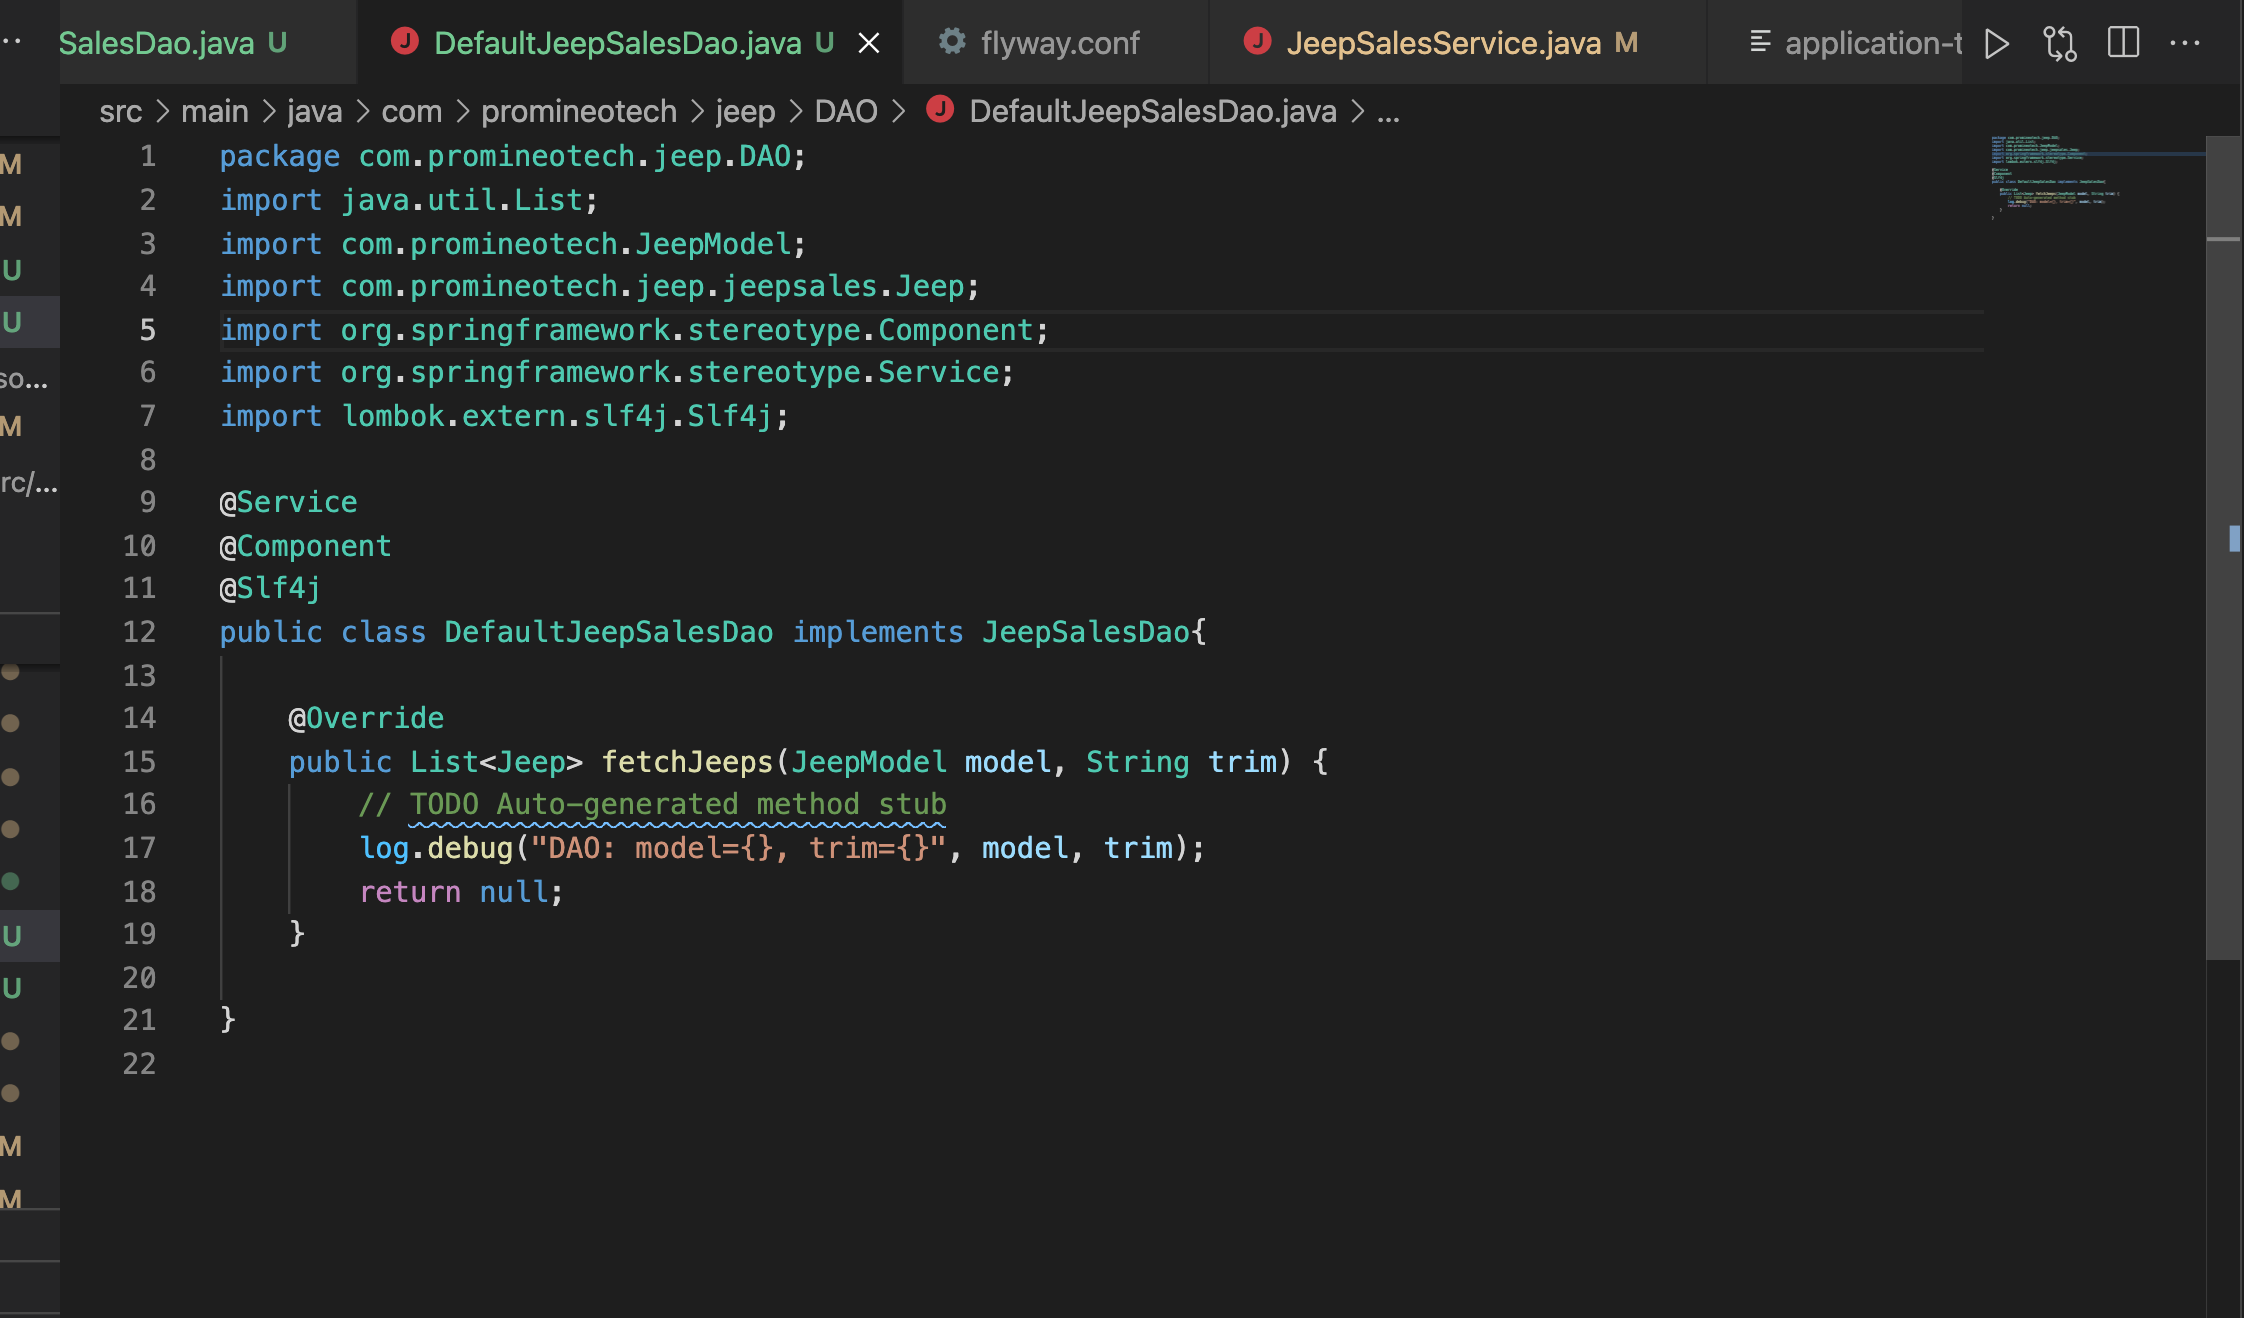 SalesDao.java U
DefaultJeepSalesDao.java U
flyway.conf
JeepSalesService.java M
application-t
src > main > java > com > promineotech > jeep > DAO > DefaultJeepSalesDao.java > ...
1 package com.promineotech.jeep.DAO;
2 import java.util.List;
3 import com.promineotech.JeepModel;
4 import com.promineotech.jeep.jeepsales.Jeep;
5 import org.springframework.stereotype.Component;
6 import org.springframework.stereotype.Service;
7 import lombok.extern.slf4j.Slf4j;
8
9 @Service
10 @Component
11 @Slf4j
12 public class DefaultJeepSalesDao implements JeepSalesDao{
13
14 @Override
15 public List<Jeep> fetchJeeps(JeepModel model, String trim) {
16 // TODO Auto-generated method stub
17 log.debug("DAO: model={}, trim={}", model, trim);
18 return null;
19 }
20
21 }
22
M
M
U
U
so...
M
rc/...
U
U
M
M